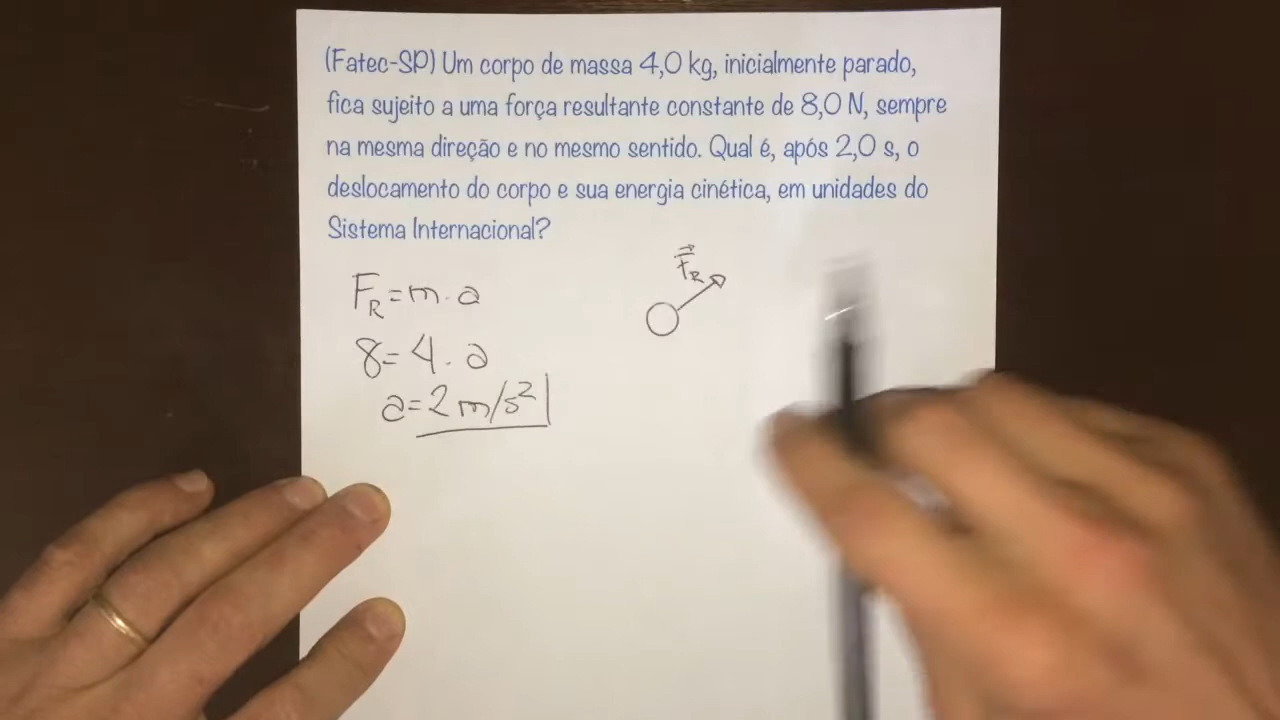 (Fatec-SP) Um corpo de massa 4,0 kg, inicialmente parado,
fica sujeito a uma força resultante constante de 8,0 N, sempre
na mesma direção e no mesmo sentido. Qual é, após 2,0 s, o
deslocamento do corpo e sua energia cinética, em unidades do
Sistema Internacional?
F⃗R
FR=m.a
8=4.a
a=2m/s²